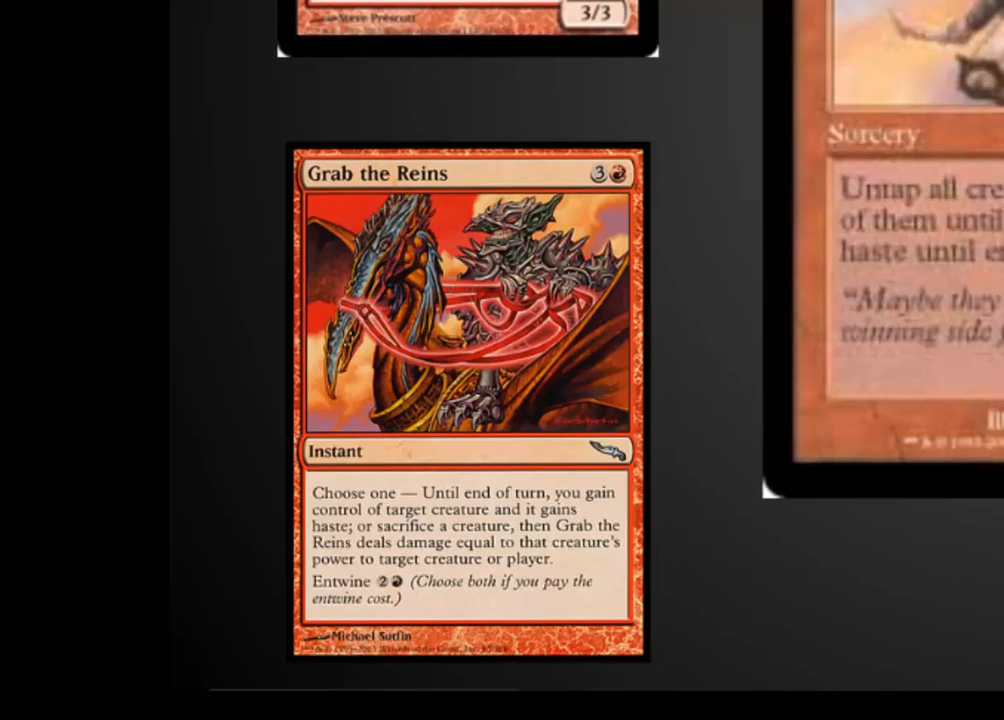 Steve Prescott
3/3
Grab the Reins
3
Instant
Choose one — Until end of turn, you gain
control of target creature and it gains
haste; or sacrifice a creature, then Grab the
Reins deals damage equal to that creature's
power to target creature or player.
Entwine 2 (Choose both if you pay the
entwine cost.)
Michael Sutfin
Sorcery
Untap all cre
of them until
haste until e
"Maybe they
winning side